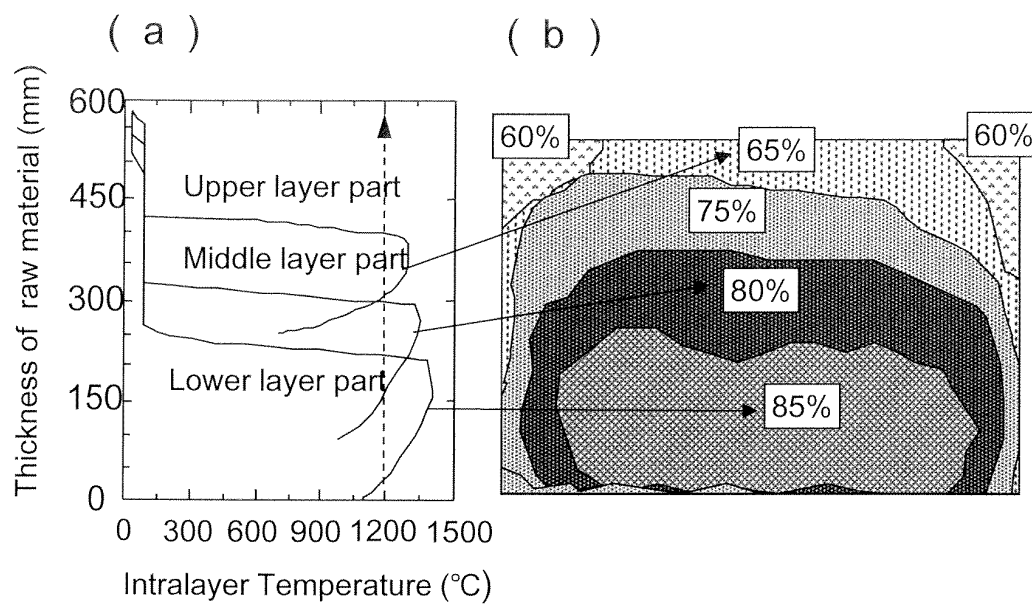 ( a )
( b )
Thickness of raw material (mm)
600
450
300
150
0
Upper layer part
Middle layer part
Lower layer part
0 300 600 900 1200 1500
Intralayer Temperature (°C)
60%
65%
60%
75%
80%
85%